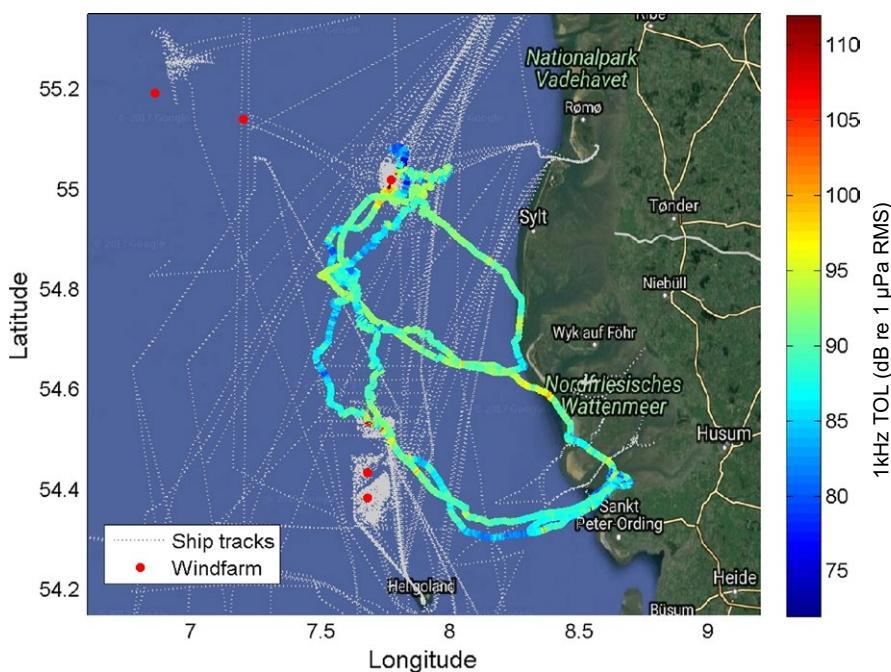 Ribe
Nationalpark
Vadehavet
Rømø
© 2017 Google
Sylt
Tønder
Niebüll
Wyk auf Föhr
Nordfriesisches
Wattenmeer
Husum
Sankt
Peter-Ording
Heide
Helgoland
Büsum
55.2
55
54.8
54.6
54.4
54.2
Latitude
7
7.5
8
8.5
9
Longitude
Ship tracks
Windfarm
110
105
100
95
90
85
80
75
1kHz TOL (dB re 1 μPa RMS)